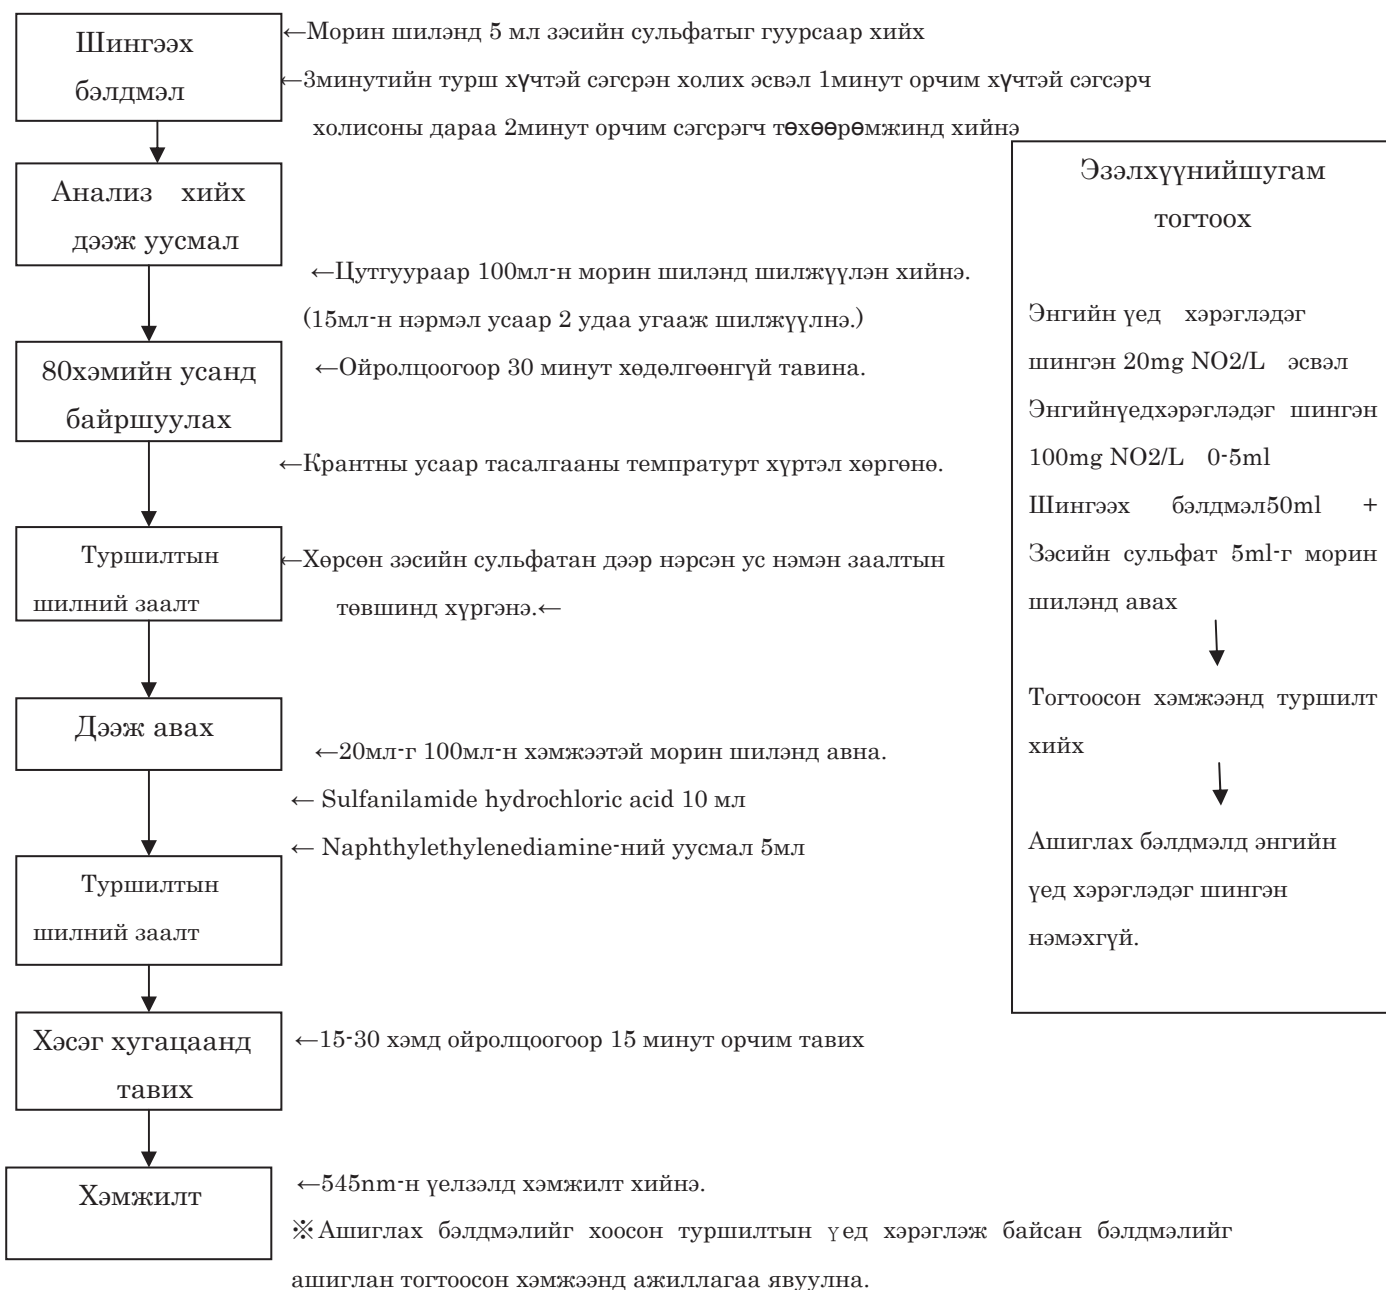 Шингээх
бэлдмэл
←Морин шилэнд 5 мл зэсийн сульфатыг гуурсаар хийх
←3минутийн турш хүчтэй сэгсрэн холих эсвэл 1минут орчим хүчтэй сэгсэрч
холисоны дараа 2минут орчим сэгсрэгч төхөөрөмжинд хийнэ
Анализ хийх
дээж уусмал
←Цутгуураар 100мл-н морин шилэнд шилжүүлэн хийнэ.
(15мл-н нэрмэл усаар 2 удаа угааж шилжүүлнэ.)
80хэмийн усанд
байршуулах
←Ойролцоогоор 30 минут хөдөлгөөнгүй тавина.
←Крантны усаар тасалгааны темпратурт хүртэл хөргөнө.
Туршилтын
шилний заалт
←Хөрсөн зэсийн сульфатан дээр нэрсэн ус нэмэн заалтын
төвшинд хүргэнэ.←
Дээж авах
←20мл-г 100мл-н хэмжээтэй морин шилэнд авна.
← Sulfanilamide hydrochloric acid 10 мл
← Naphthylethylenediamine-ний уусмал 5мл
Туршилтын
шилний заалт
Хэсэг хугацаанд
тавих
←15-30 хэмд ойролцоогоор 15 минут орчим тавих
Хэмжилт
←545nm-н үелзэлд хэмжилт хийнэ.
※Ашиглах бэлдмэлийг хоосон туршилтын үед хэрэглэж байсан бэлдмэлийг
ашиглан тогтоосон хэмжээнд ажиллагаа явуулна.
Эзэлхүүнийшугам
тогтоох
Энгийн үед хэрэглэдэг
шингэн 20mg NO2/L эсвэл
Энгийнүедхэрэглэдэг шингэн
100mg NO2/L 0-5ml
Шингээх бэлдмэл50ml +
Зэсийн сульфат 5ml-г морин
шилэнд авах
Тогтоосон хэмжээнд туршилт
хийх
Ашиглах бэлдмэлд энгийн
үед хэрэглэдэг шингэн
нэмэхгүй.